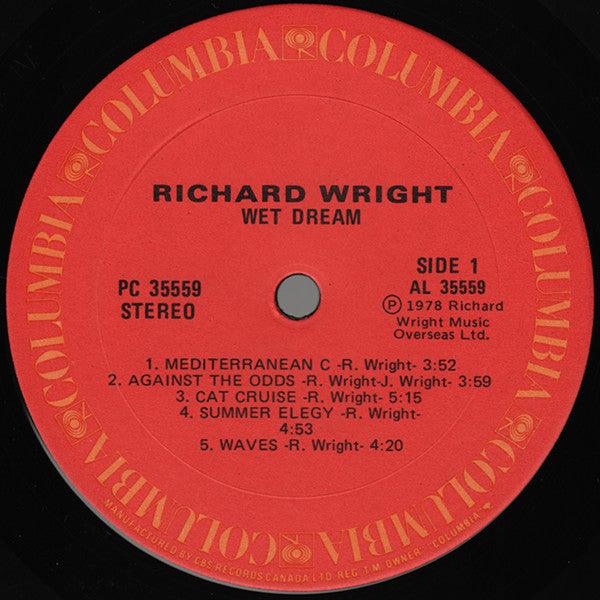 COLUMBIA COLUMBIA COLUMBIA COLUMBIA COLUMBIA COLUMBIA
RICHARD WRIGHT
WET DREAM
PC 35559
STEREO
SIDE 1
AL 35559
Ⓟ 1978 Richard
Wright Music
Overseas Ltd.
1. MEDITERRANEAN C -R. Wright- 3:52
2. AGAINST THE ODDS -R. Wright-J. Wright- 3:59
3. CAT CRUISE -R. Wright- 5:15
4. SUMMER ELEGY -R. Wright-
4:53
5. WAVES -R. Wright- 4:20
MANUFACTURED BY CBS RECORDS CANADA LTD. REG. T.M. OWNER "COLUMBIA"